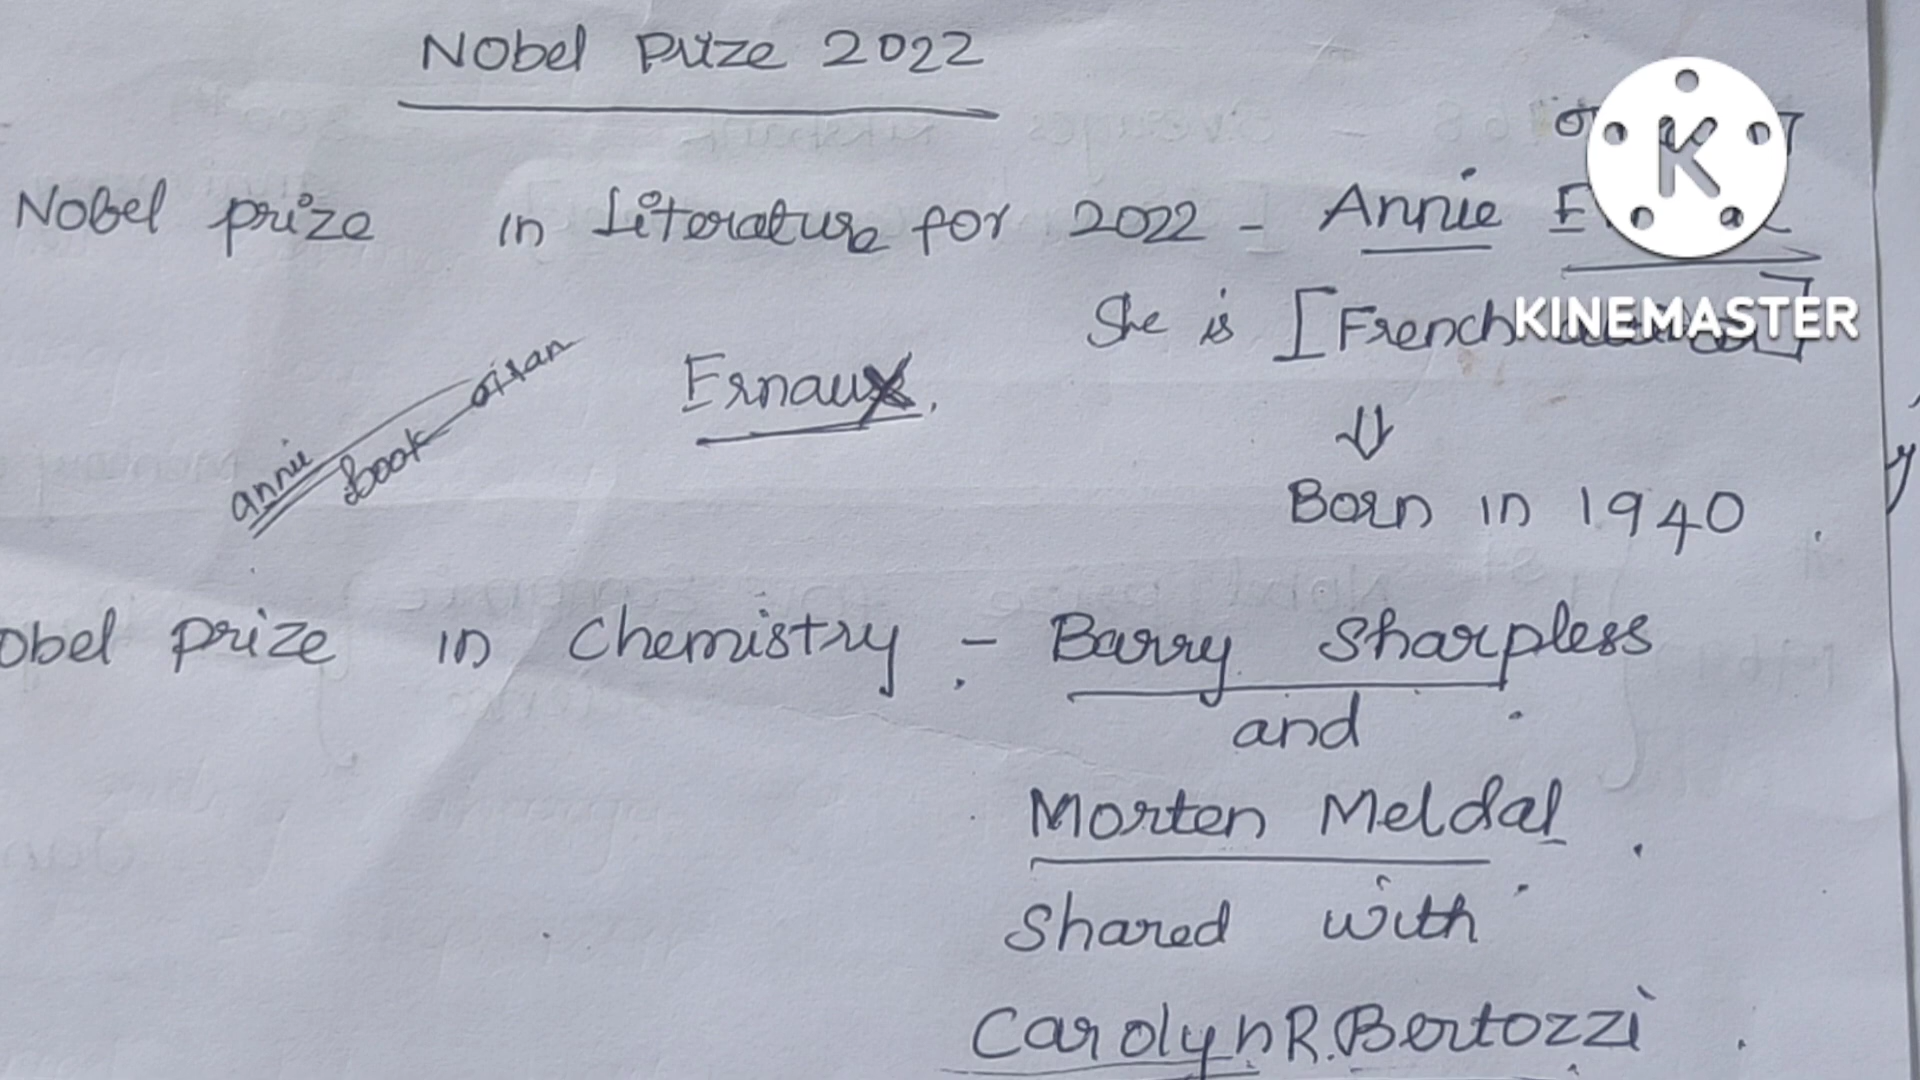 Nobel Prize 2022
Nobel prize in Literature for 2022 - Annie
She is [French
KINEMASTER
Ernaux.
annie book
Born in 1940
obel prize in Chemistry - Barry Sharpless
and
Morten Meldal
Shared with
Carolyn R. Bertozzi